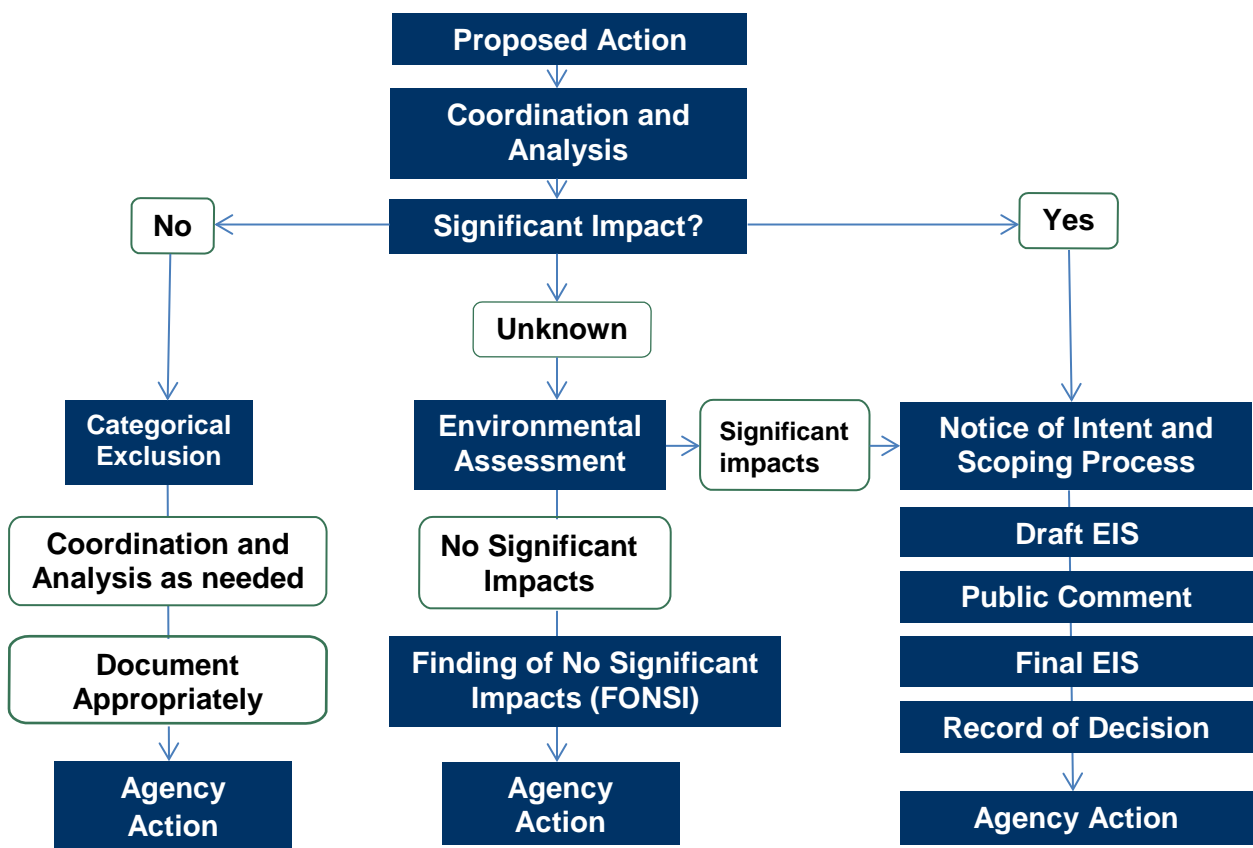 Proposed Action
Coordination and
Analysis
Significant Impact?
No
Yes
Unknown
Categorical
Exclusion
Environmental
Assessment
Significant
impacts
Notice of Intent and
Scoping Process
Coordination and
Analysis as needed
No Significant
Impacts
Draft EIS
Public Comment
Document
Appropriately
Finding of No Significant
Impacts (FONSI)
Final EIS
Record of Decision
Agency
Action
Agency
Action
Agency Action